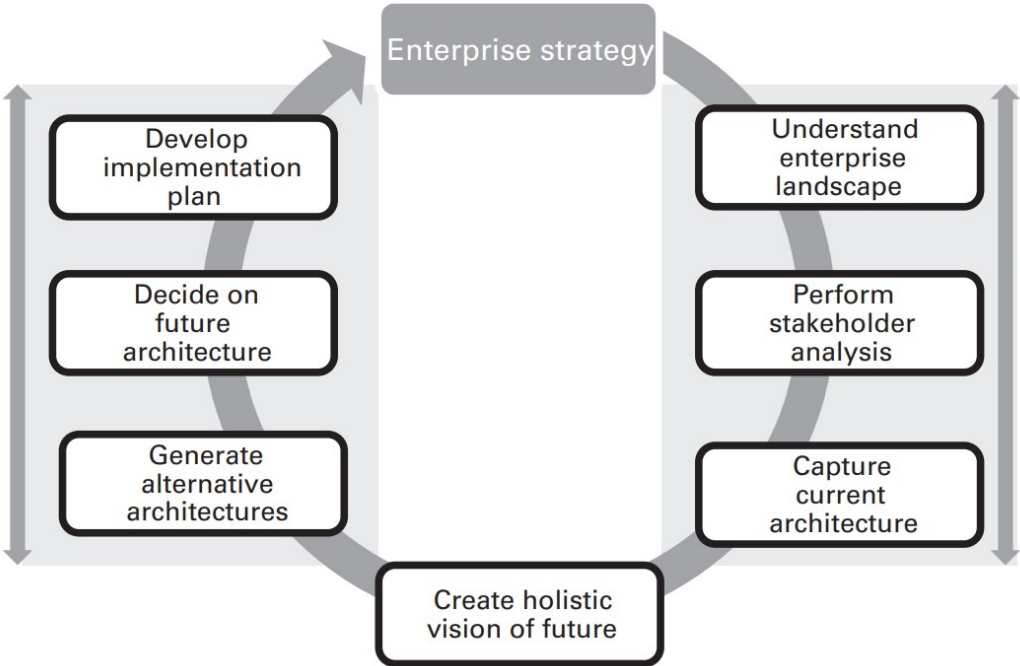 Enterprise strategy
Understand
enterprise
landscape
Perform
stakeholder
analysis
Capture
current
architecture
Create holistic
vision of future
Generate
alternative
architectures
Decide on
future
architecture
Develop
implementation
plan